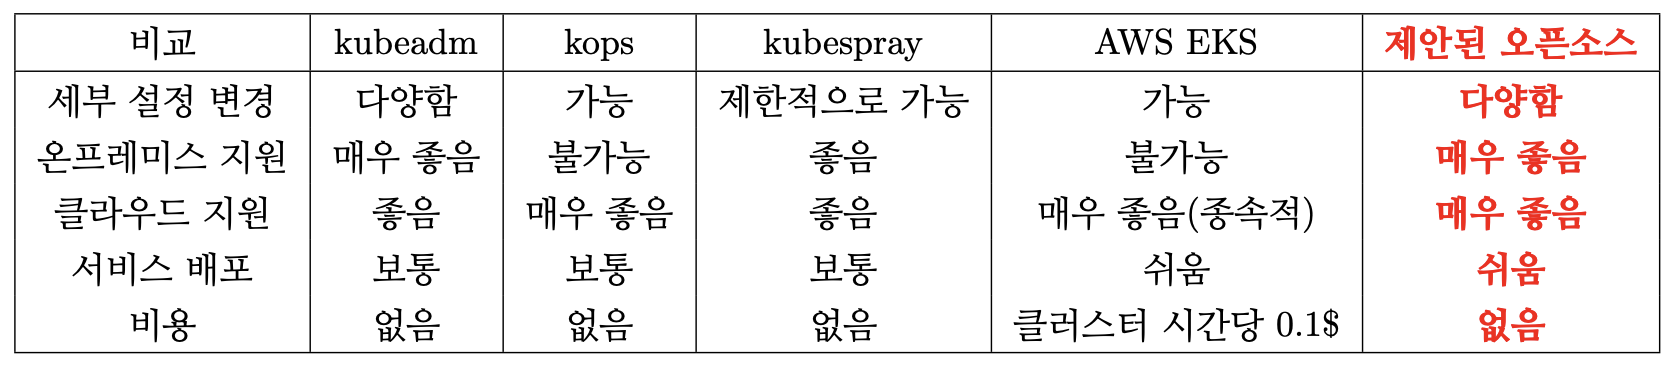 비교 kubeadm kops kubespray AWS EKS 제안된 오픈소스
세부 설정 변경 다양함 가능 제한적으로 가능 가능 다양함
온프레미스 지원 매우 좋음 불가능 좋음 불가능 매우 좋음
클라우드 지원 좋음 매우 좋음 좋음 매우 좋음(종속적) 매우 좋음
서비스 배포 보통 보통 보통 쉬움 쉬움
비용 없음 없음 없음 클러스터 시간당 0.1$ 없음